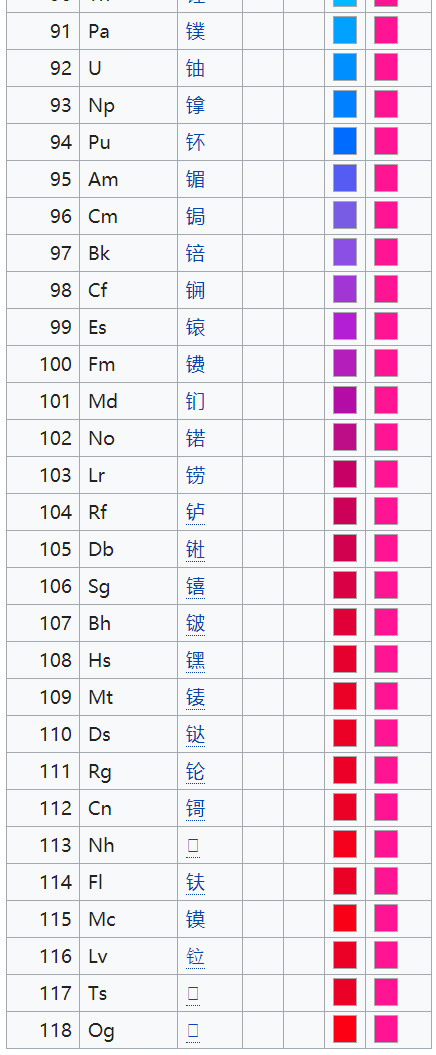 91 Pa 镤
92 U 铀
93 Np 镎
94 Pu 钚
95 Am 镅
96 Cm 锔
97 Bk 锫
98 Cf 锎
99 Es 锿
100 Fm 镄
101 Md 钔
102 No 锘
103 Lr 铹
104 Rf 𬬻
105 Db 𬭊
106 Sg 𬭳
107 Bh 𬭛
108 Hs 𬭶
109 Mt 鿏
110 Ds 𫟼
111 Rg 𬬭
112 Cn 鿔
113 Nh
114 Fl 𫓧
115 Mc 镆
116 Lv 𫟷
117 Ts
118 Og